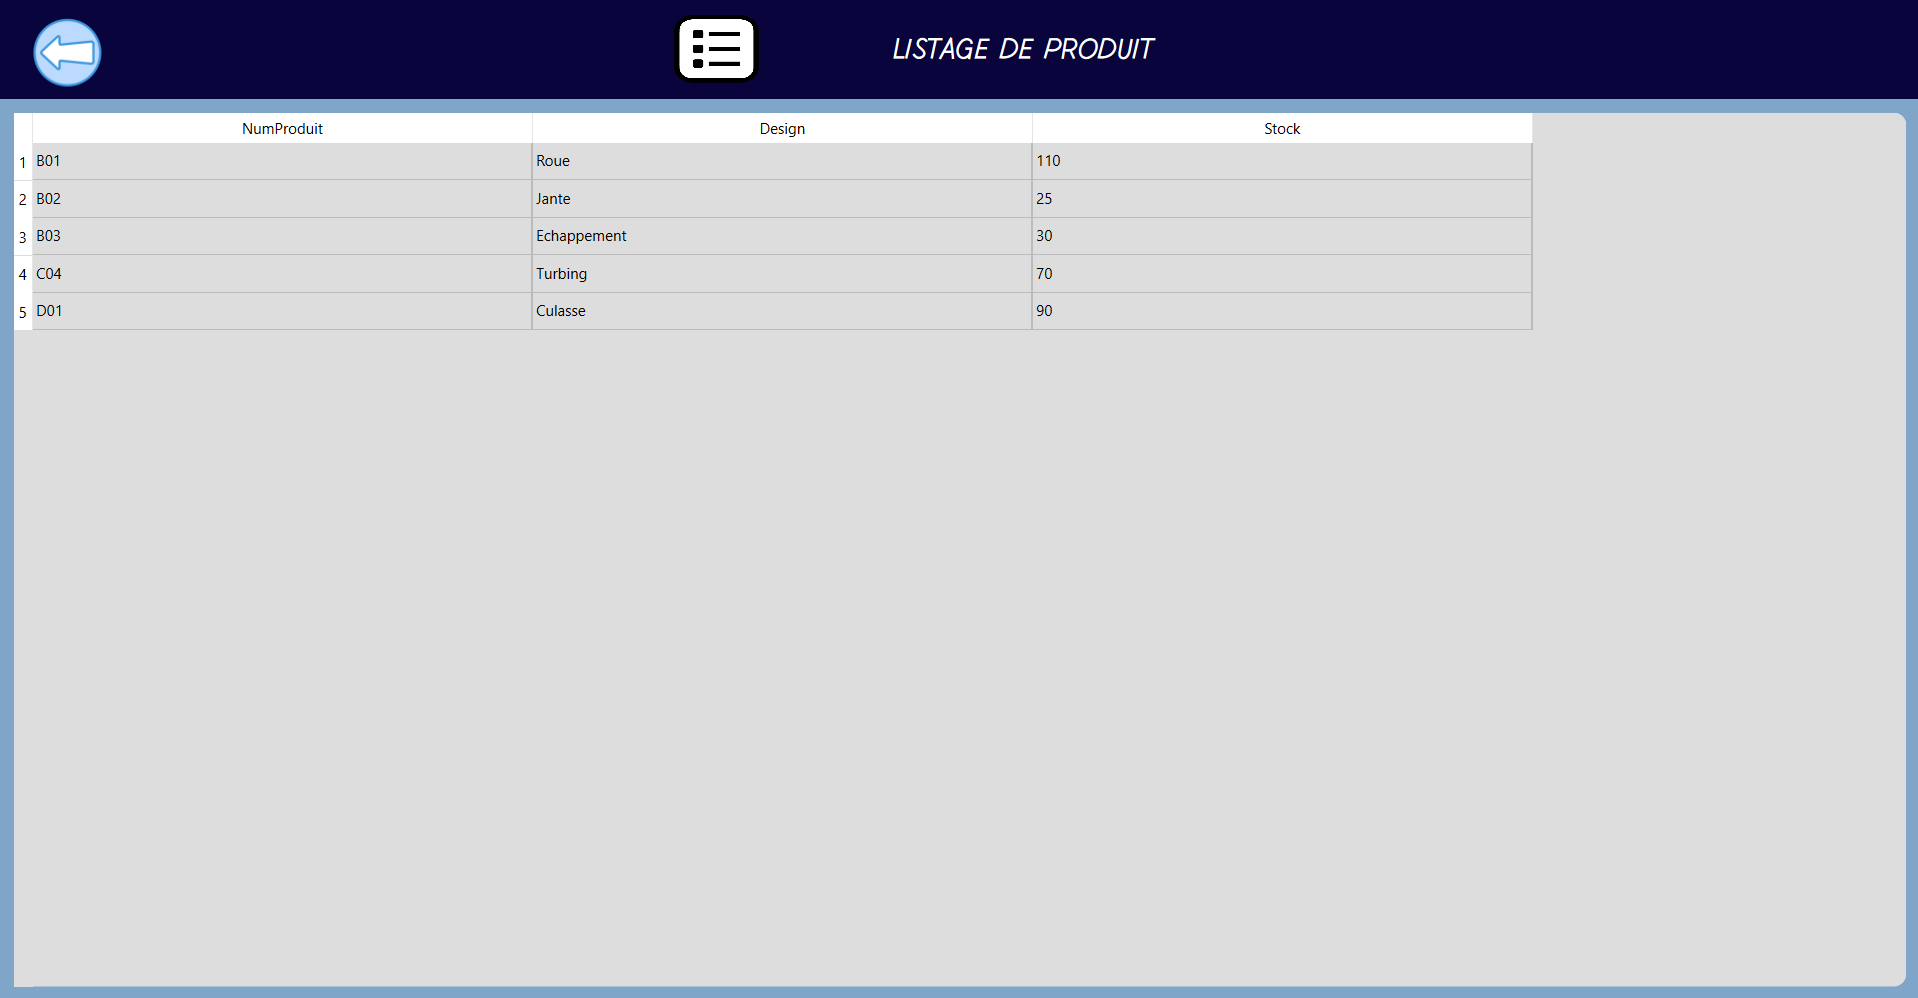 LISTAGE DE PRODUIT
NumProduit Design Stock
1 B01 Roue 110
2 B02 Jante 25
3 B03 Echappement 30
4 C04 Turbing 70
5 D01 Culasse 90